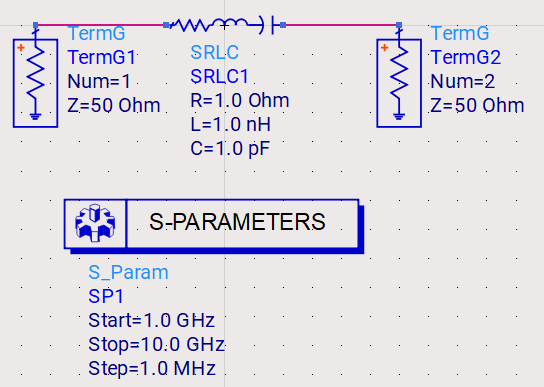 TermG
TermG1
Num=1
Z=50 Ohm
SRLC
SRLC1
R=1.0 Ohm
L=1.0 nH
C=1.0 pF
TermG
TermG2
Num=2
Z=50 Ohm
S-PARAMETERS
S_Param
SP1
Start=1.0 GHz
Stop=10.0 GHz
Step=1.0 MHz